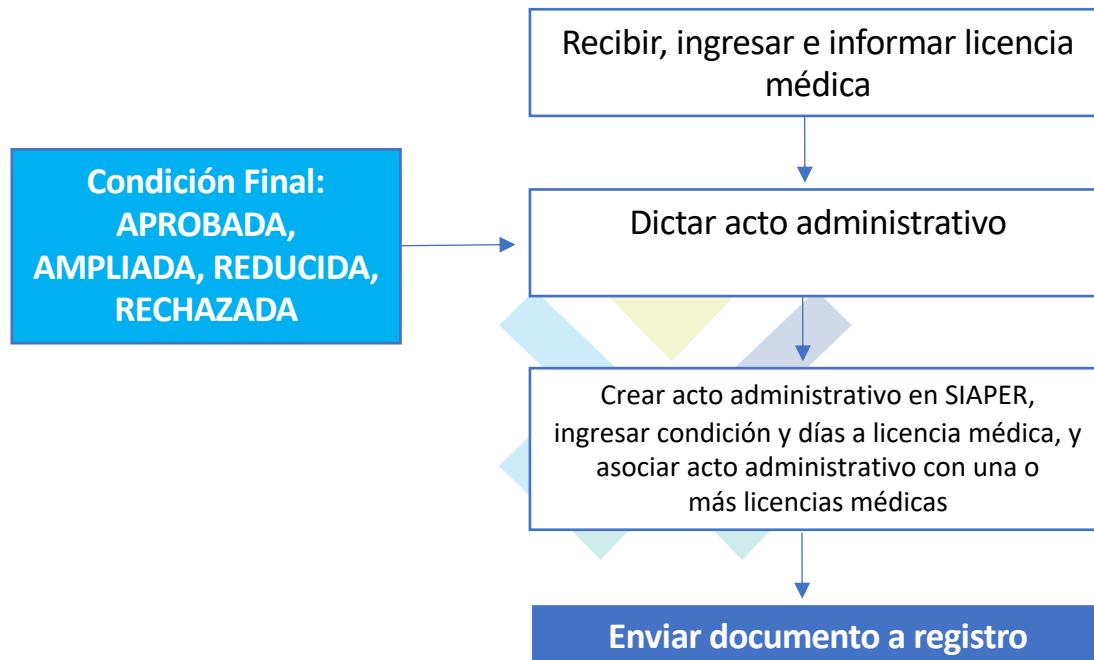 Recibir, ingresar e informar licencia
médica
Condición Final:
APROBADA,
AMPLIADA, REDUCIDA,
RECHAZADA
Dictar acto administrativo
Crear acto administrativo en SIAPER,
ingresar condición y días a licencia médica, y
asociar acto administrativo con una o
más licencias médicas
Enviar documento a registro